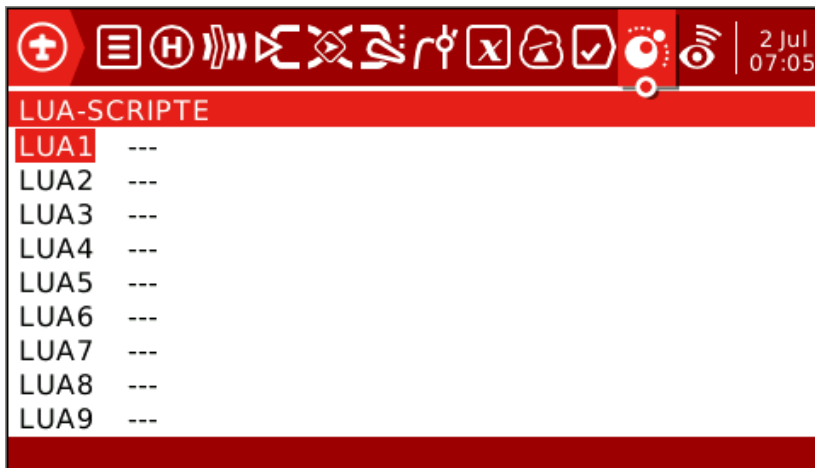 H x 2 Jul
07:05
LUA-SCRIPTE
LUA1 ---
LUA2 ---
LUA3 ---
LUA4 ---
LUA5 ---
LUA6 ---
LUA7 ---
LUA8 ---
LUA9 ---